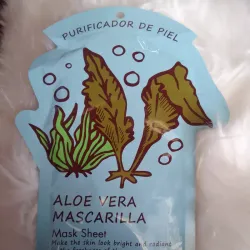 PURIFICADOR DE PIEL
ALOE VERA
MASCARILLA
Mask Sheet
Make the skin look bright and radiant